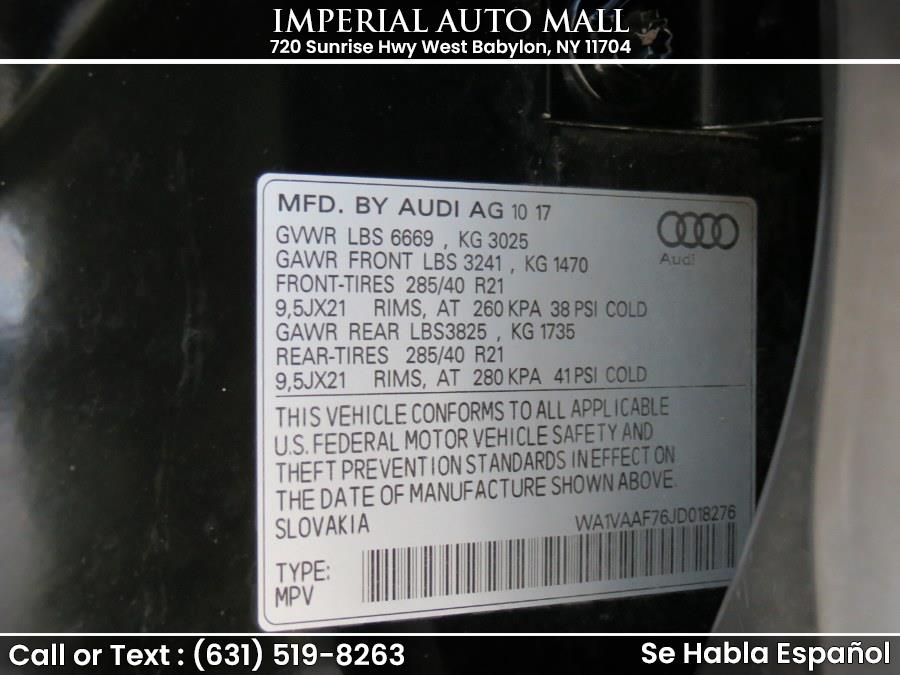 IMPERIAL AUTO MALL
720 Sunrise Hwy West Babylon, NY 11704
MFD. BY AUDI AG 10 17
GVWR LBS 6669 , KG 3025
GAWR FRONT LBS 3241 , KG 1470
FRONT-TIRES 285/40 R21
9,5JX21 RIMS, AT 260 KPA 38 PSI COLD
GAWR REAR LBS3825 , KG 1735
REAR-TIRES 285/40 R21
9,5JX21 RIMS, AT 280 KPA 41 PSI COLD
Audi
THIS VEHICLE CONFORMS TO ALL APPLICABLE
U.S. FEDERAL MOTOR VEHICLE SAFETY AND
THEFT PREVENTION STANDARDS IN EFFECT ON
THE DATE OF MANUFACTURE SHOWN ABOVE.
SLOVAKIA WA1VAAF76JD018276
TYPE:
MPV
Call or Text : (631) 519-8263
Se Habla Español